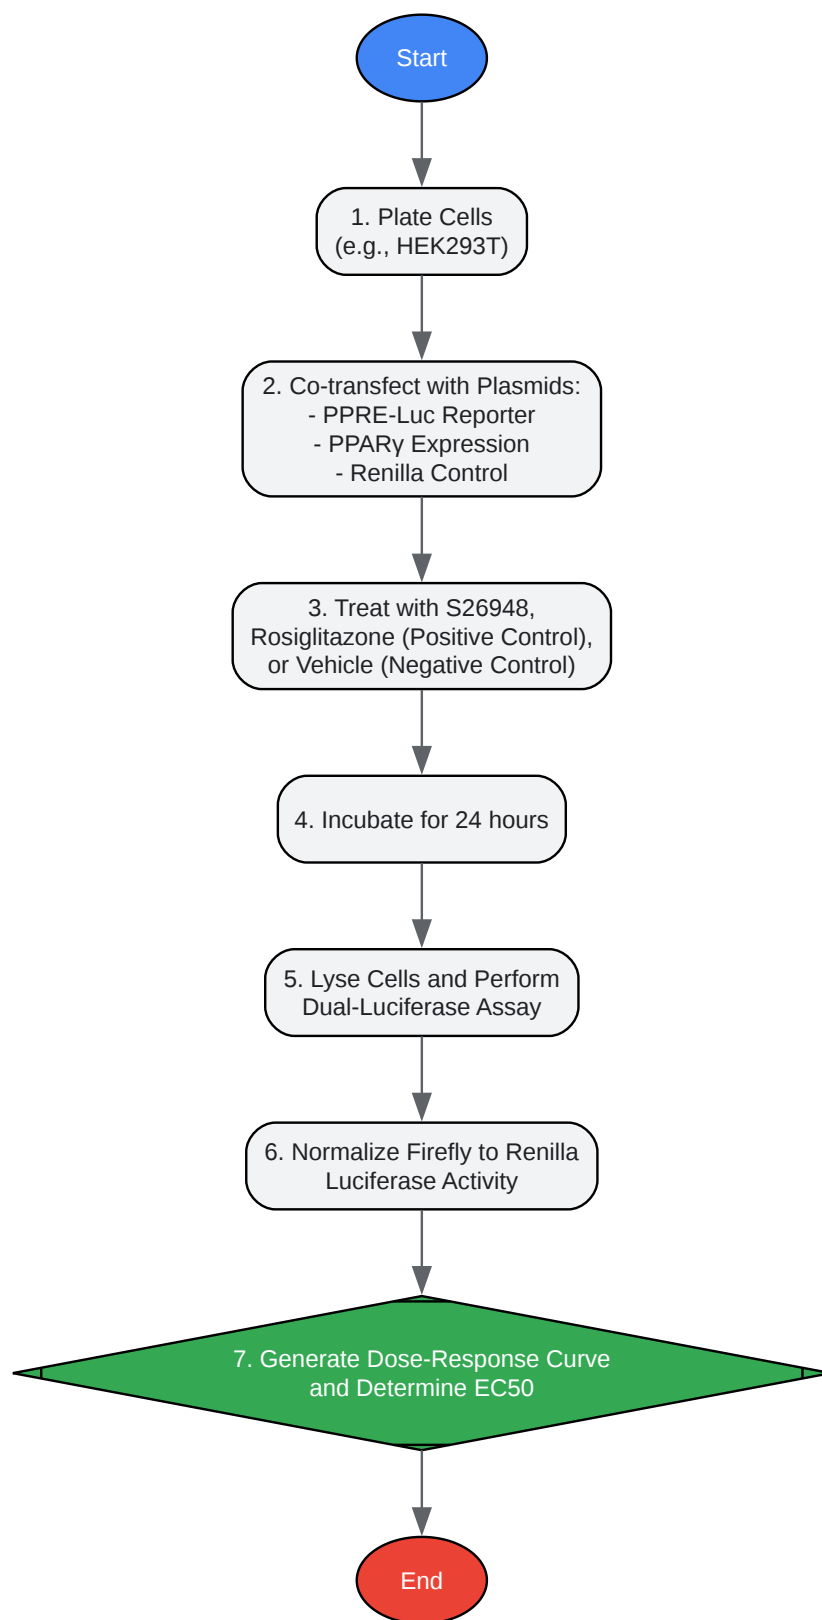 Start
1. Plate Cells
(e.g., HEK293T)
2. Co-transfect with Plasmids:
- PPRE-Luc Reporter
- PPARγ Expression
- Renilla Control
3. Treat with S26948,
Rosiglitazone (Positive Control),
or Vehicle (Negative Control)
4. Incubate for 24 hours
5. Lyse Cells and Perform
Dual-Luciferase Assay
6. Normalize Firefly to Renilla
Luciferase Activity
7. Generate Dose-Response Curve
and Determine EC50
End